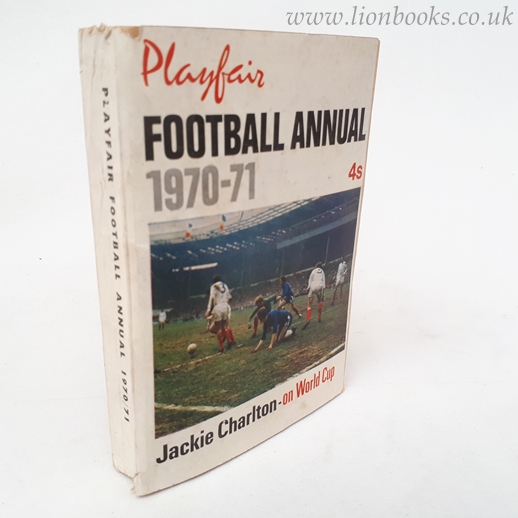 www.lionbooks.co.uk
Playfair
FOOTBALL ANNUAL
1970-71
4s
Jackie Charlton-on World Cup
PLAYFAIR FOOTBALL ANNUAL 1970-71